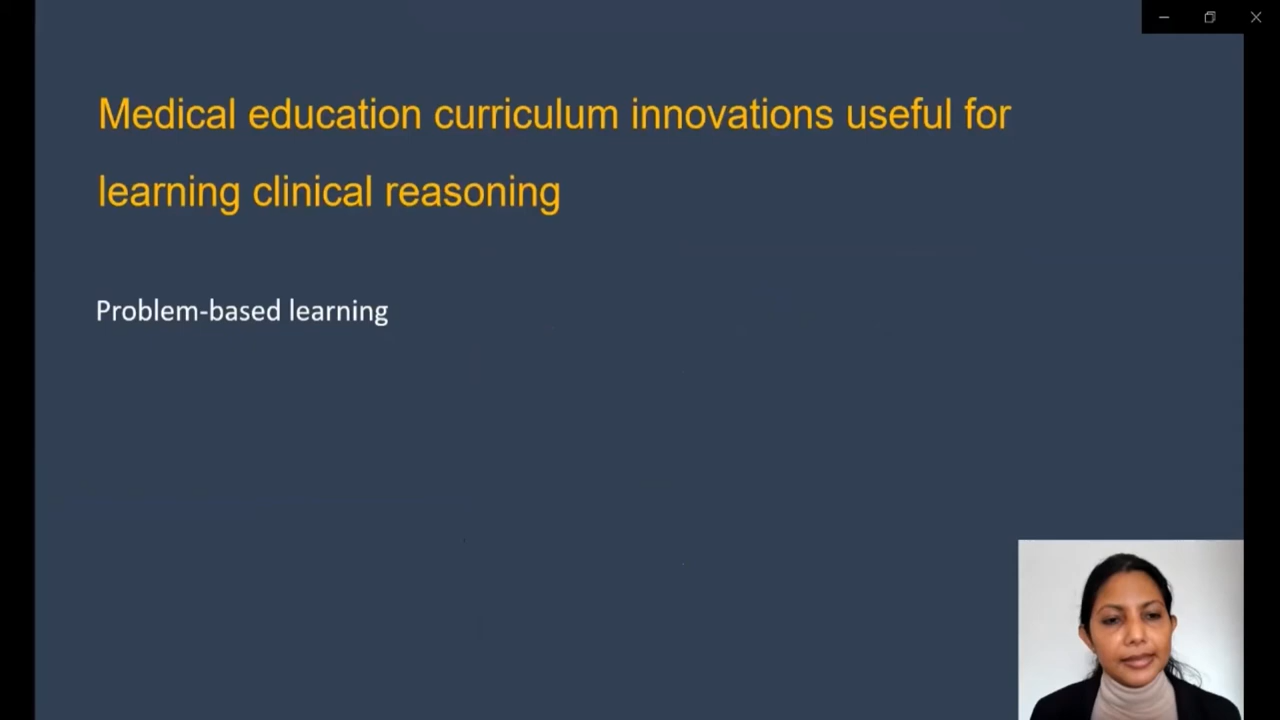 Medical education curriculum innovations useful for
learning clinical reasoning
Problem-based learning